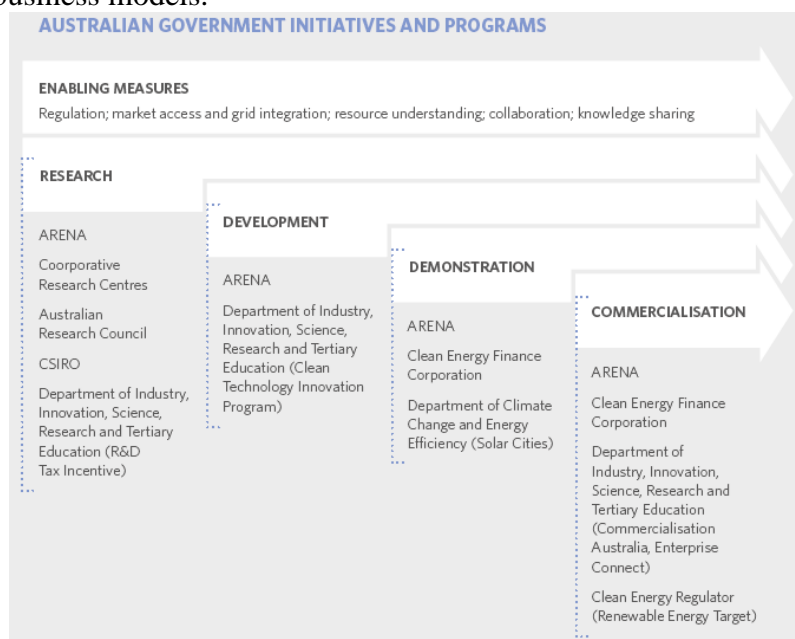 business models.
AUSTRALIAN GOVERNMENT INITIATIVES AND PROGRAMS
ENABLING MEASURES
Regulation; market access and grid integration; resource understanding; collaboration; knowledge sharing
RESEARCH
ARENA
Coorporative
Research Centres
Australian
Research Council
CSIRO
Department of Industry,
Innovation, Science,
Research and Tertiary
Education (R&D
Tax Incentive)
DEVELOPMENT
ARENA
Department of Industry,
Innovation, Science,
Research and Tertiary
Education (Clean
Technology Innovation
Program)
DEMONSTRATION
ARENA
Clean Energy Finance
Corporation
Department of Climate
Change and Energy
Efficiency (Solar Cities)
COMMERCIALISATION
ARENA
Clean Energy Finance
Corporation
Department of
Industry, Innovation,
Science, Research and
Tertiary Education
(Commercialisation
Australia, Enterprise
Connect)
Clean Energy Regulator
(Renewable Energy Target)